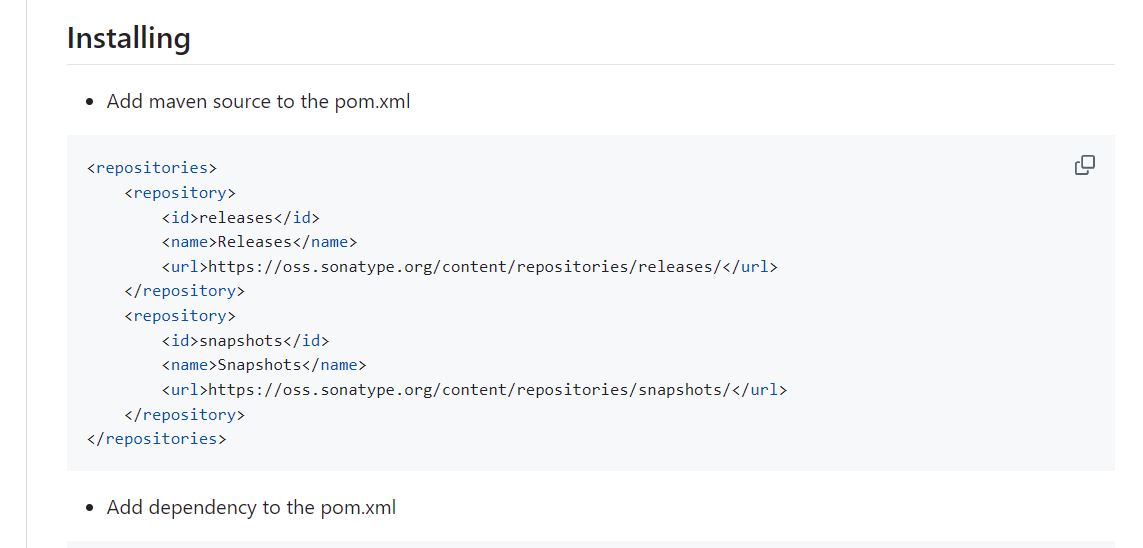 Installing
• Add maven source to the pom.xml
<repositories>
    <repository>
        <id>releases</id>
        <name>Releases</name>
        <url>https://oss.sonatype.org/content/repositories/releases/</url>
    </repository>
    <repository>
        <id>snapshots</id>
        <name>Snapshots</name>
        <url>https://oss.sonatype.org/content/repositories/snapshots/</url>
    </repository>
</repositories>
• Add dependency to the pom.xml